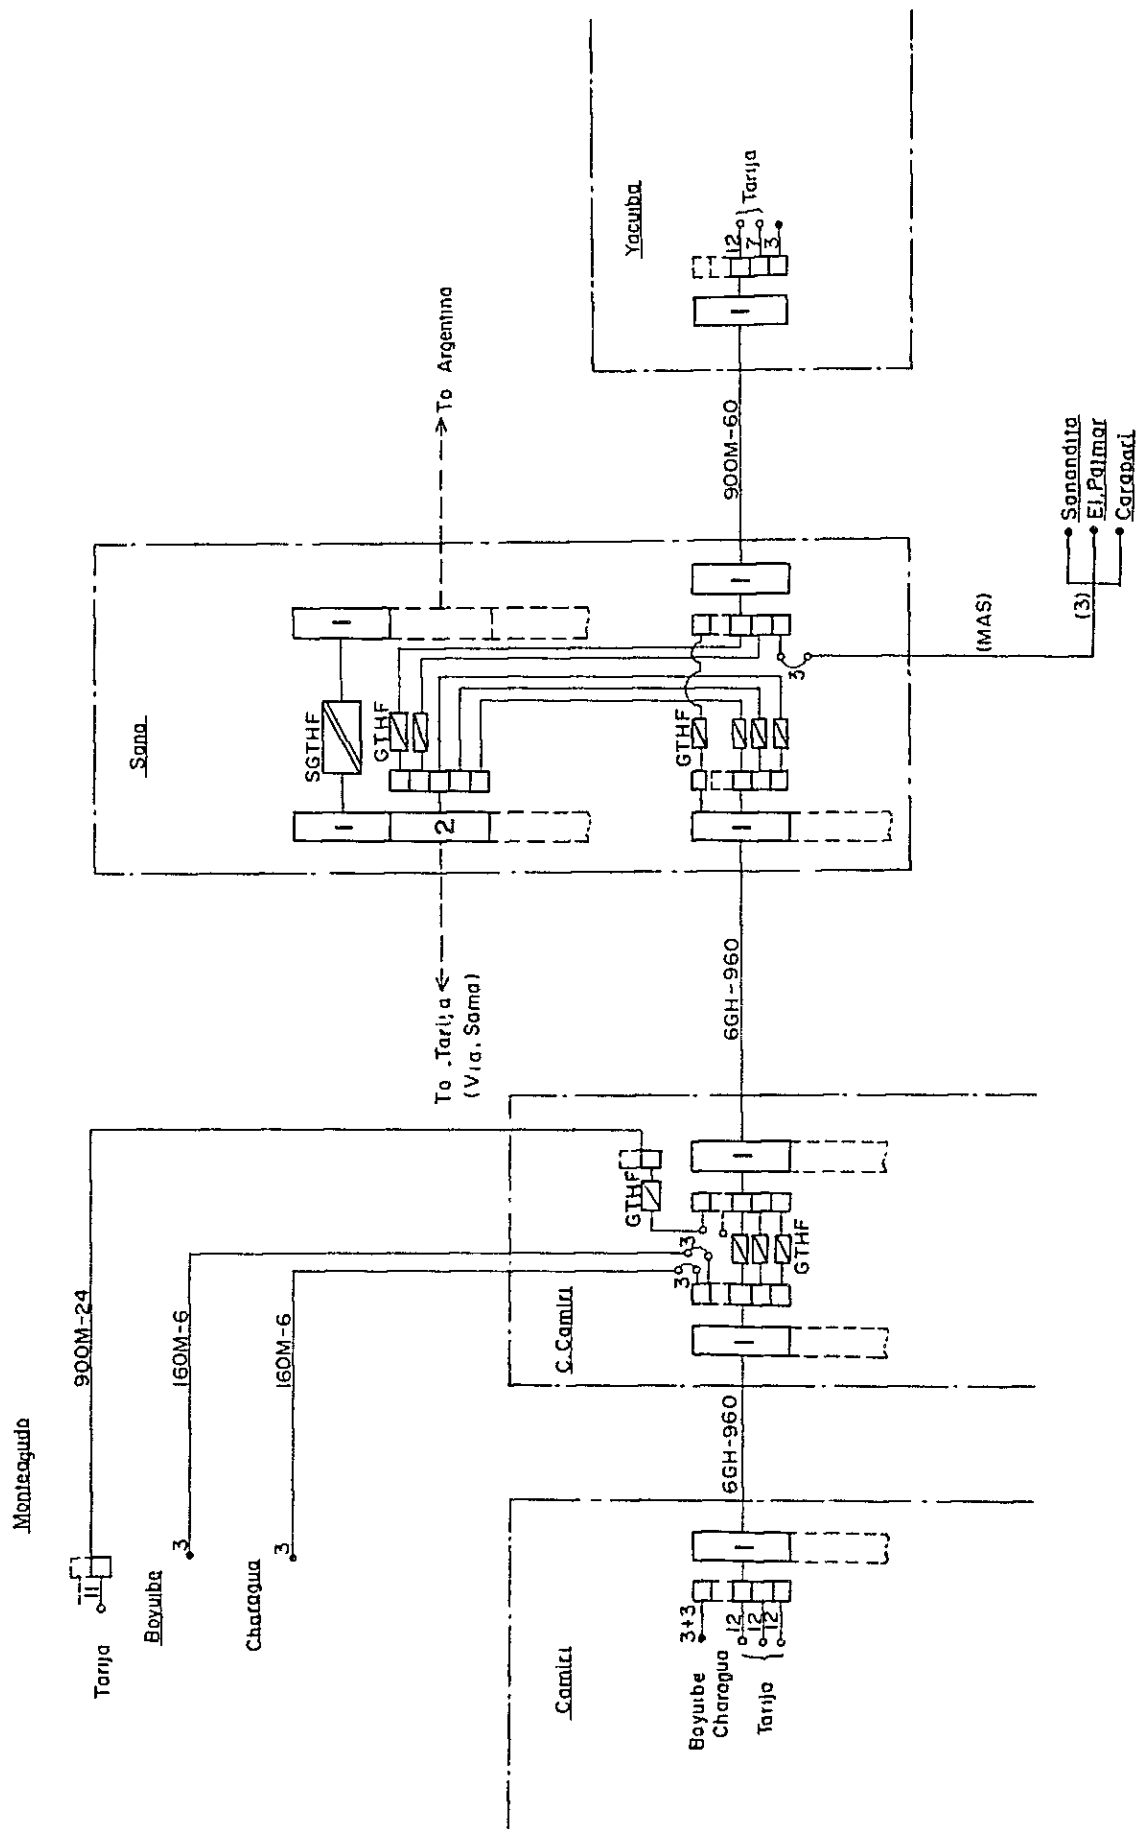 Monteagudo
Tarija
11
900M-24
Boyuibe
3
160M-6
Charagua
3
160M-6
Camiri
Boyuibe
Charagua
3+3
12
12
12
Tarija
6GH-960
C.Camiri
3
3
GTHF
GTHF
6GH-960
To Tarija
(Via. Sama)
Sana
SGTHF
GTHF
GTHF
1
2
1
1
1
3
To Argentina
(MAS)
(3)
Sanandita
El.Palmar
Carapari
900M-60
Yacuiba
1
12
7
3
Tarija
1
1
1